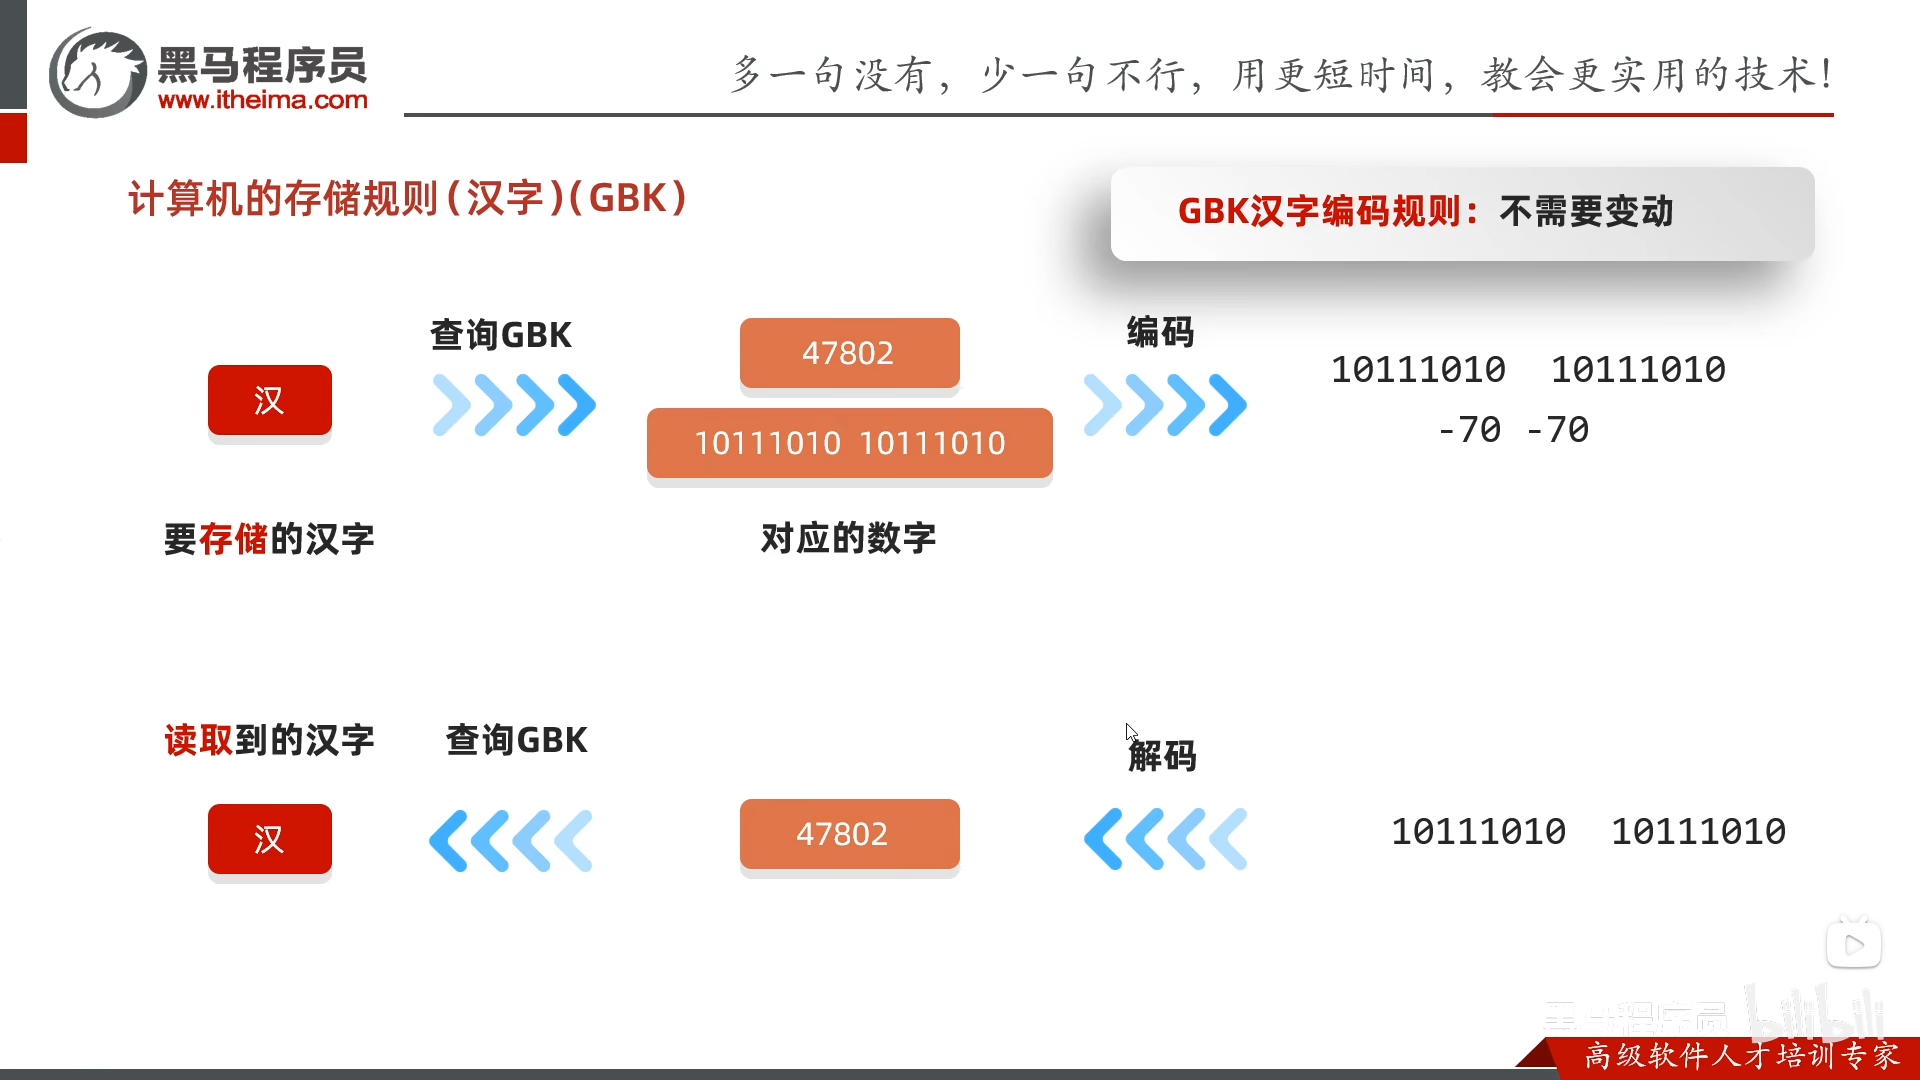 黑马程序员
www.itheima.com
多一句没有，少一句不行，用更短时间，教会更实用的技术！
计算机的存储规则(汉字)(GBK)
GBK汉字编码规则：不需要变动
查询GBK
47802
编码
汉
10111010 10111010
10111010 10111010
-70 -70
要存储的汉字
对应的数字
读取到的汉字
查询GBK
解码
汉
47802
10111010 10111010
黑马程序员 bilibili
高级软件人才培训专家